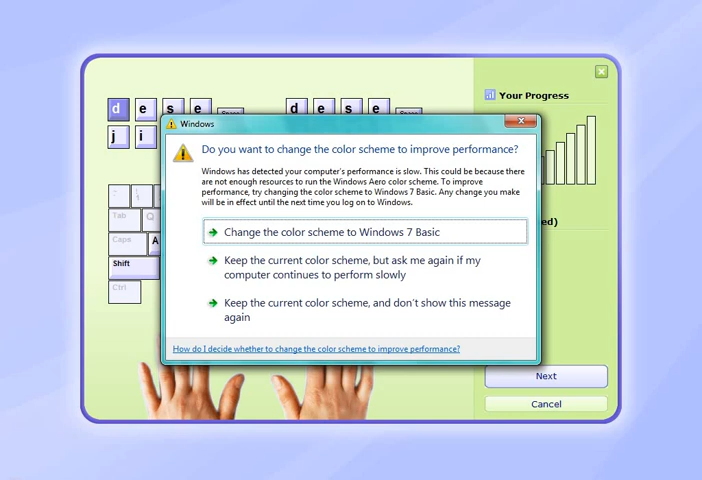 d e s e Space d e s e Space
j i
Your Progress
Windows
Do you want to change the color scheme to improve performance?
Windows has detected your computer's performance is slow. This could be because there
are not enough resources to run the Windows Aero color scheme. To improve
performance, try changing the color scheme to Windows 7 Basic. Any change you make
will be in effect until the next time you log on to Windows.
Change the color scheme to Windows 7 Basic
Keep the current color scheme, but ask me again if my
computer continues to perform slowly
Keep the current color scheme, and don't show this message
again
How do I decide whether to change the color scheme to improve performance?
Tab Q
Caps A
Shift
Ctrl
Next
Cancel